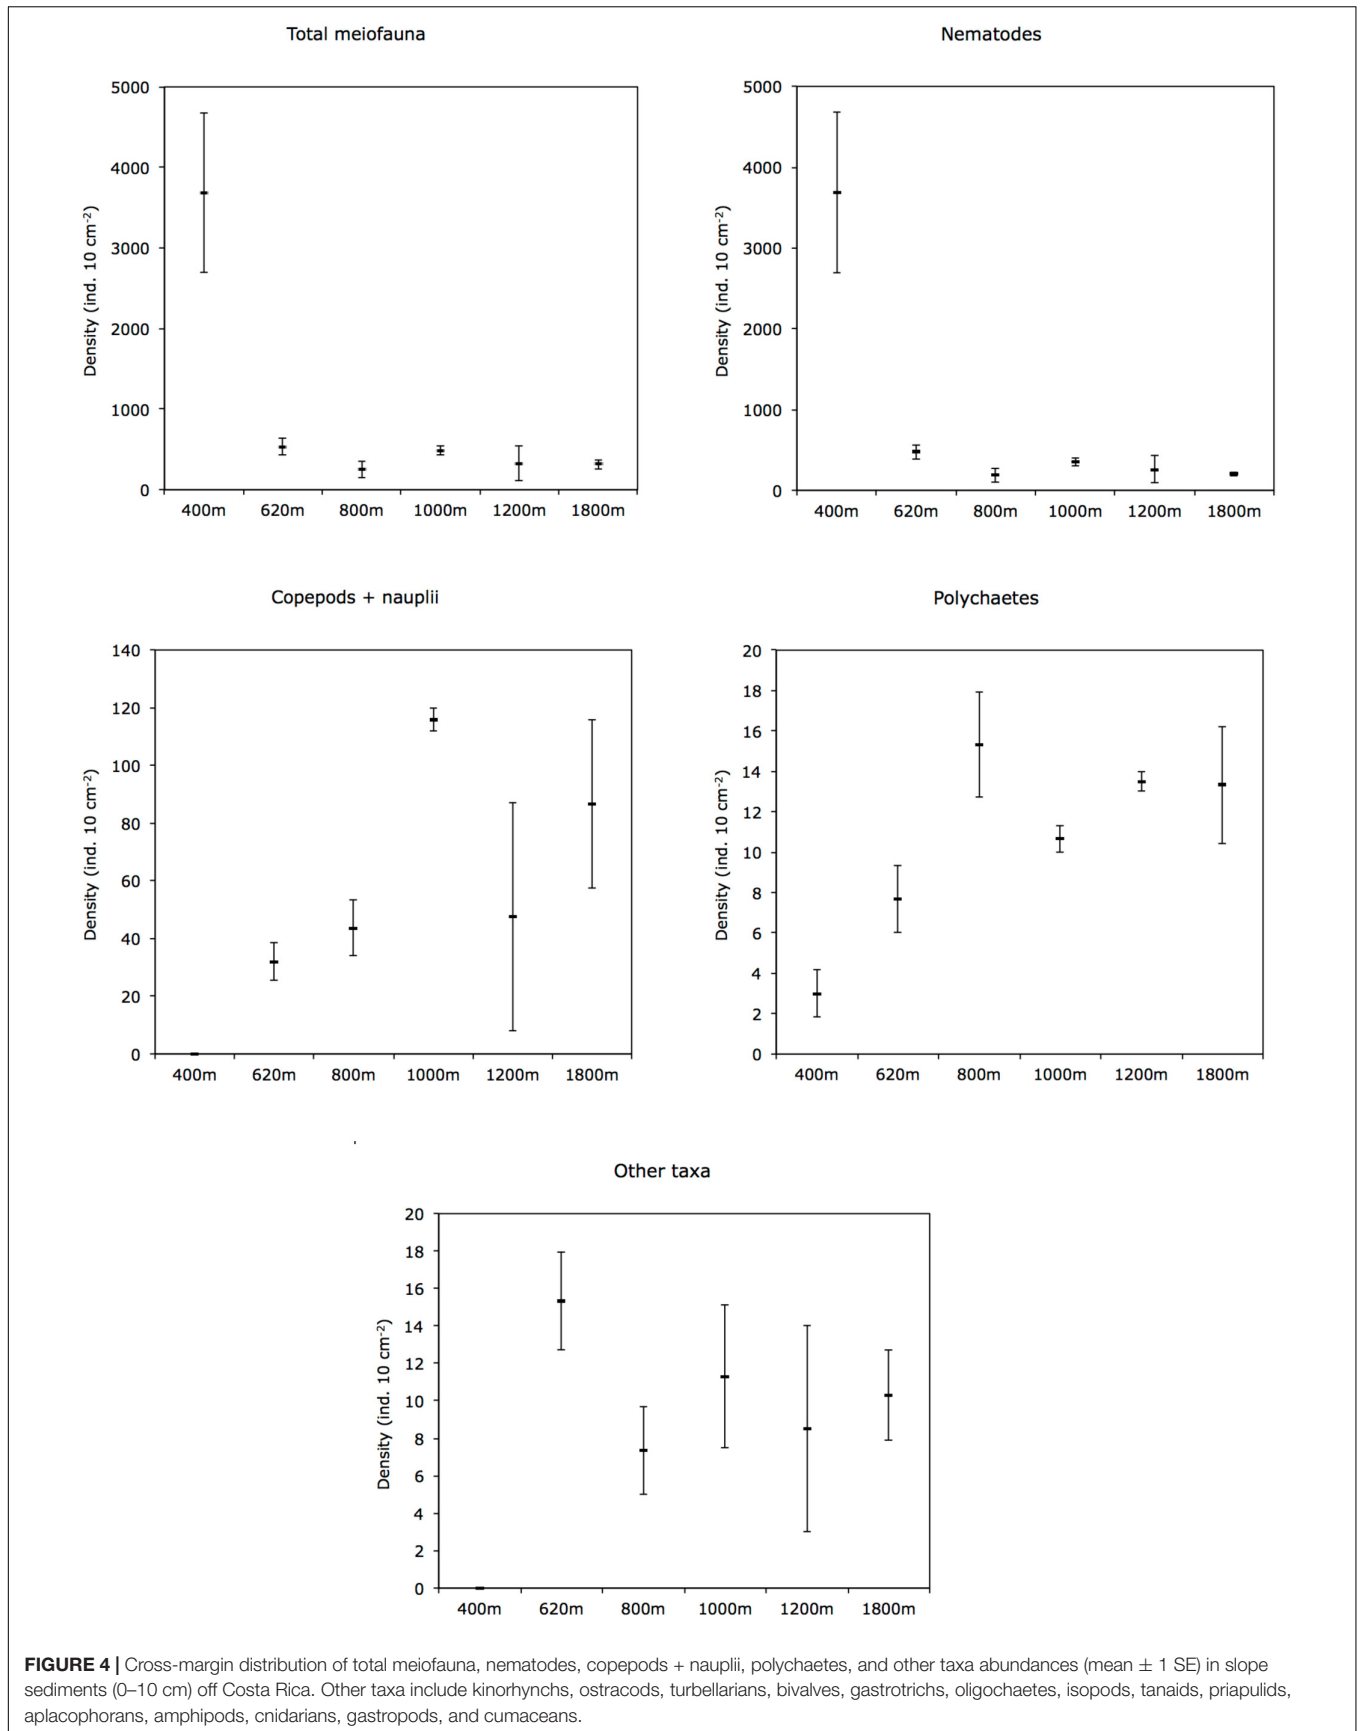 Total meiofauna
Density (ind. 10 cm-2)
5000
4000
3000
2000
1000
0
400m 620m 800m 1000m 1200m 1800m
Nematodes
Density (ind. 10 cm-2)
5000
4000
3000
2000
1000
0
400m 620m 800m 1000m 1200m 1800m
Copepods + nauplii
Density (ind. 10 cm-2)
140
120
100
80
60
40
20
0
400m 620m 800m 1000m 1200m 1800m
Polychaetes
Density (ind. 10 cm-2)
20
18
16
14
12
10
8
6
4
2
0
400m 620m 800m 1000m 1200m 1800m
Other taxa
Density (ind. 10 cm-2)
20
18
16
14
12
10
8
6
4
2
0
400m 620m 800m 1000m 1200m 1800m
FIGURE 4 | Cross-margin distribution of total meiofauna, nematodes, copepods + nauplii, polychaetes, and other taxa abundances (mean ± 1 SE) in slope
sediments (0–10 cm) off Costa Rica. Other taxa include kinorhynchs, ostracods, turbellarians, bivalves, gastrotrichs, oligochaetes, isopods, tanaids, priapulids,
aplacophorans, amphipods, cnidarians, gastropods, and cumaceans.